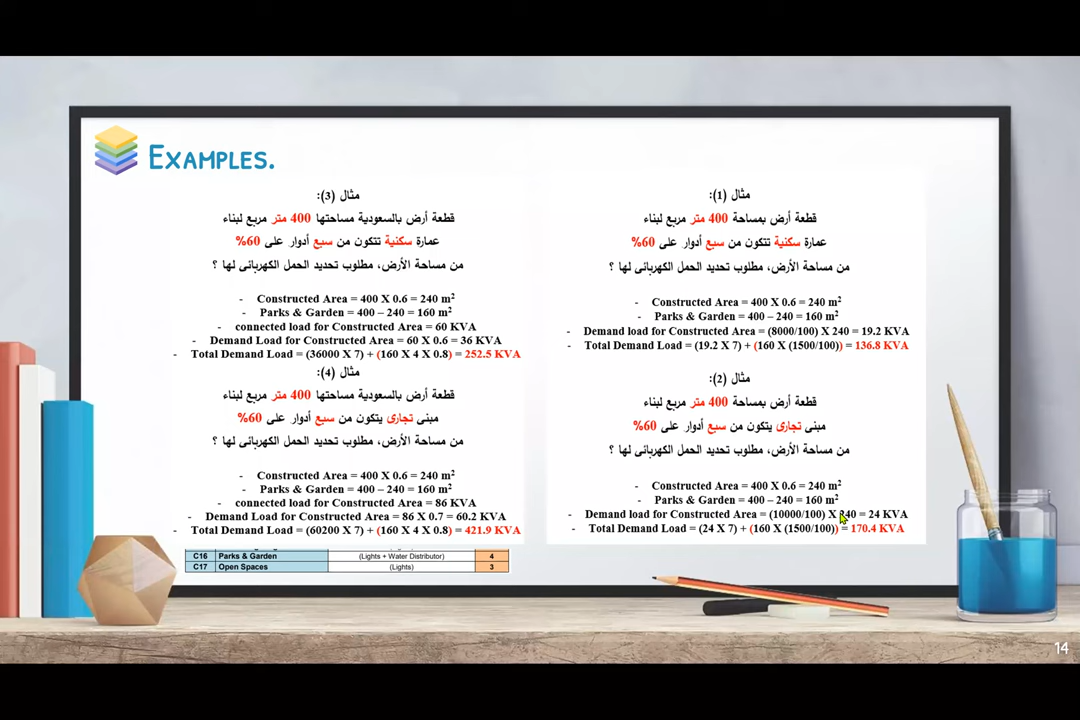 EXAMPLES.
مثال (1):
قطعة أرض بمساحة 400 متر مربع لبناء
عمارة سكنية تتكون من سبع أدوار على 60%
من مساحة الأرض، مطلوب تحديد الحمل الكهربائى لها ؟
- Constructed Area = 400 X 0.6 = 240 m²
- Parks & Garden = 400 – 240 = 160 m²
- Demand load for Constructed Area = (8000/100) X 240 = 19.2 KVA
- Total Demand Load = (19.2 X 7) + (160 X (1500/100)) = 136.8 KVA
مثال (2):
قطعة أرض بمساحة 400 متر مربع لبناء
مبنى تجارى يتكون من سبع أدوار على 60%
من مساحة الأرض، مطلوب تحديد الحمل الكهربائى لها ؟
- Constructed Area = 400 X 0.6 = 240 m²
- Parks & Garden = 400 – 240 = 160 m²
- Demand load for Constructed Area = (10000/100) X 240 = 24 KVA
- Total Demand Load = (24 X 7) + (160 X (1500/100)) = 170.4 KVA
مثال (3):
قطعة أرض بالسعودية مساحتها 400 متر مربع لبناء
عمارة سكنية تتكون من سبع أدوار على 60%
من مساحة الأرض، مطلوب تحديد الحمل الكهربائى لها ؟
- Constructed Area = 400 X 0.6 = 240 m²
- Parks & Garden = 400 – 240 = 160 m²
- connected load for Constructed Area = 60 KVA
- Demand Load for Constructed Area = 60 X 0.6 = 36 KVA
- Total Demand Load = (36000 X 7) + (160 X 4 X 0.8) = 252.5 KVA
مثال (4):
قطعة أرض بالسعودية مساحتها 400 متر مربع لبناء
مبنى تجارى يتكون من سبع أدوار على 60%
من مساحة الأرض، مطلوب تحديد الحمل الكهربائى لها ؟
- Constructed Area = 400 X 0.6 = 240 m²
- Parks & Garden = 400 – 240 = 160 m²
- connected load for Constructed Area = 86 KVA
- Demand Load for Constructed Area = 86 X 0.7 = 60.2 KVA
- Total Demand Load = (60200 X 7) + (160 X 4 X 0.8) = 421.9 KVA
C16 Parks & Garden (Lights + Water Distributor) 4
C17 Open Spaces (Lights) 3
14